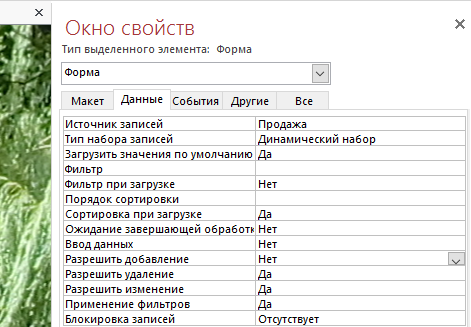 Окно свойств
Тип выделенного элемента: Форма
Форма
Макет Данные События Другие Все
Источник записей Продажа
Тип набора записей Динамический набор
Загрузить значения по умолчанию Да
Фильтр
Фильтр при загрузке Нет
Порядок сортировки
Сортировка при загрузке Да
Ожидание завершающей обработк Нет
Ввод данных Нет
Разрешить добавление Нет
Разрешить удаление Да
Разрешить изменение Да
Применение фильтров Да
Блокировка записей Отсутствует